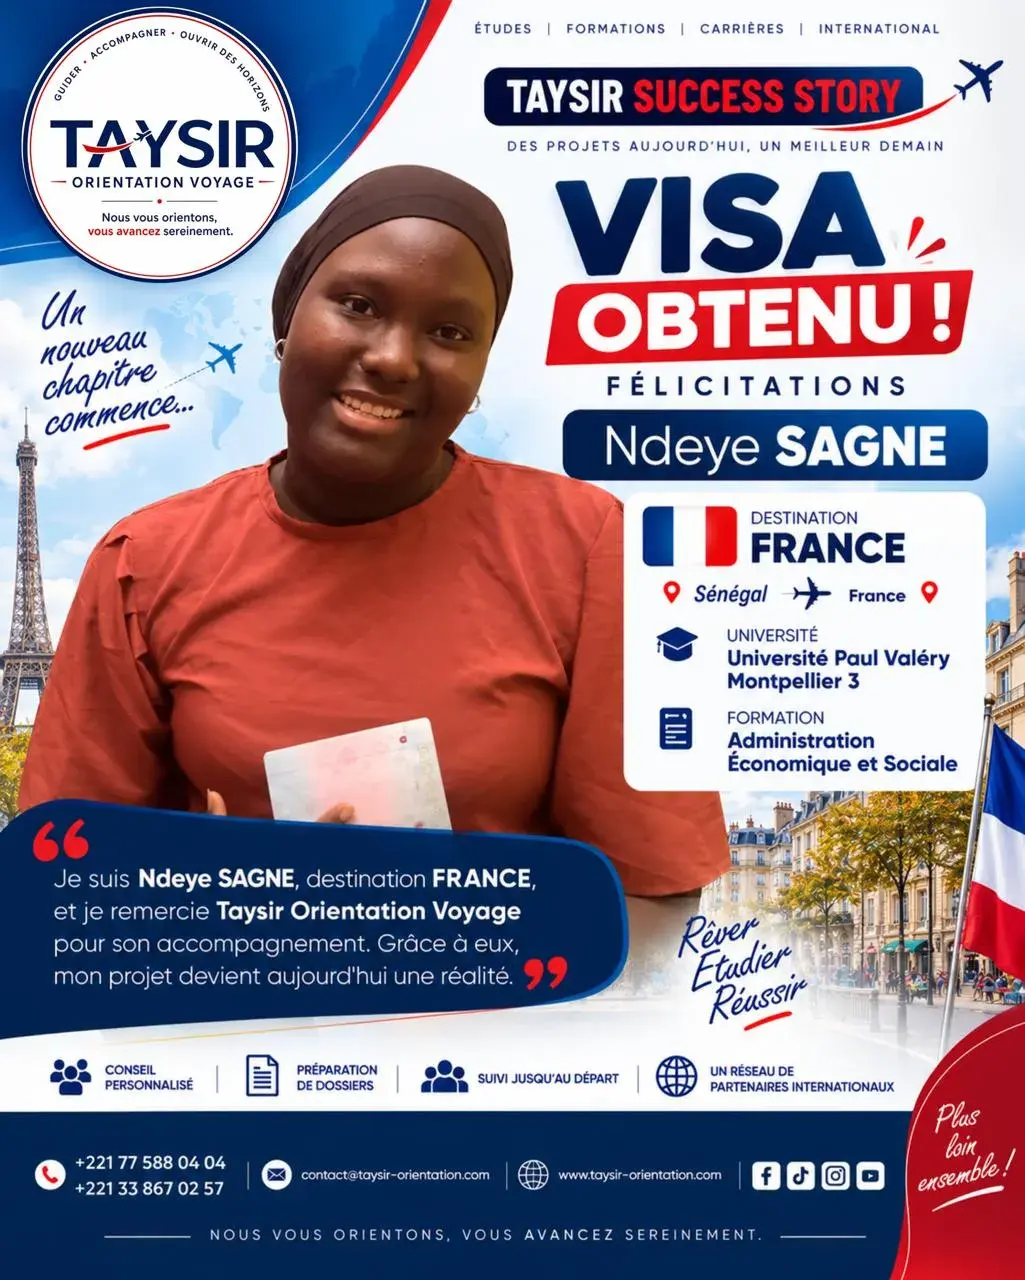 GUIDER • ACCOMPAGNER • OUVRIR DES HORIZONS
TAYSIR
ORIENTATION VOYAGE
Nous vous orientons,
vous avancez sereinement.
ÉTUDES | FORMATIONS | CARRIÈRES | INTERNATIONAL
TAYSIR SUCCESS STORY
DES PROJETS AUJOURD'HUI, UN MEILLEUR DEMAIN
VISA
OBTENU !
FÉLICITATIONS
Ndeye SAGNE
Un
nouveau
chapitre
commence...
DESTINATION
FRANCE
Sénégal France
UNIVERSITÉ
Université Paul Valéry
Montpellier 3
FORMATION
Administration
Économique et Sociale
“
Je suis Ndeye SAGNE, destination FRANCE,
et je remercie Taysir Orientation Voyage
pour son accompagnement. Grâce à eux,
mon projet devient aujourd'hui une réalité. ”
Rêver
Etudier
Réussir
CONSEIL
PERSONNALISÉ
PRÉPARATION
DE DOSSIERS
SUIVI JUSQU'AU DÉPART
UN RÉSEAU DE
PARTENAIRES INTERNATIONAUX
+221 77 588 04 04
+221 33 867 02 57
contact@taysir-orientation.com
www.taysir-orientation.com
Plus
loin
ensemble !
NOUS VOUS ORIENTONS, VOUS AVANCEZ SEREINEMENT.